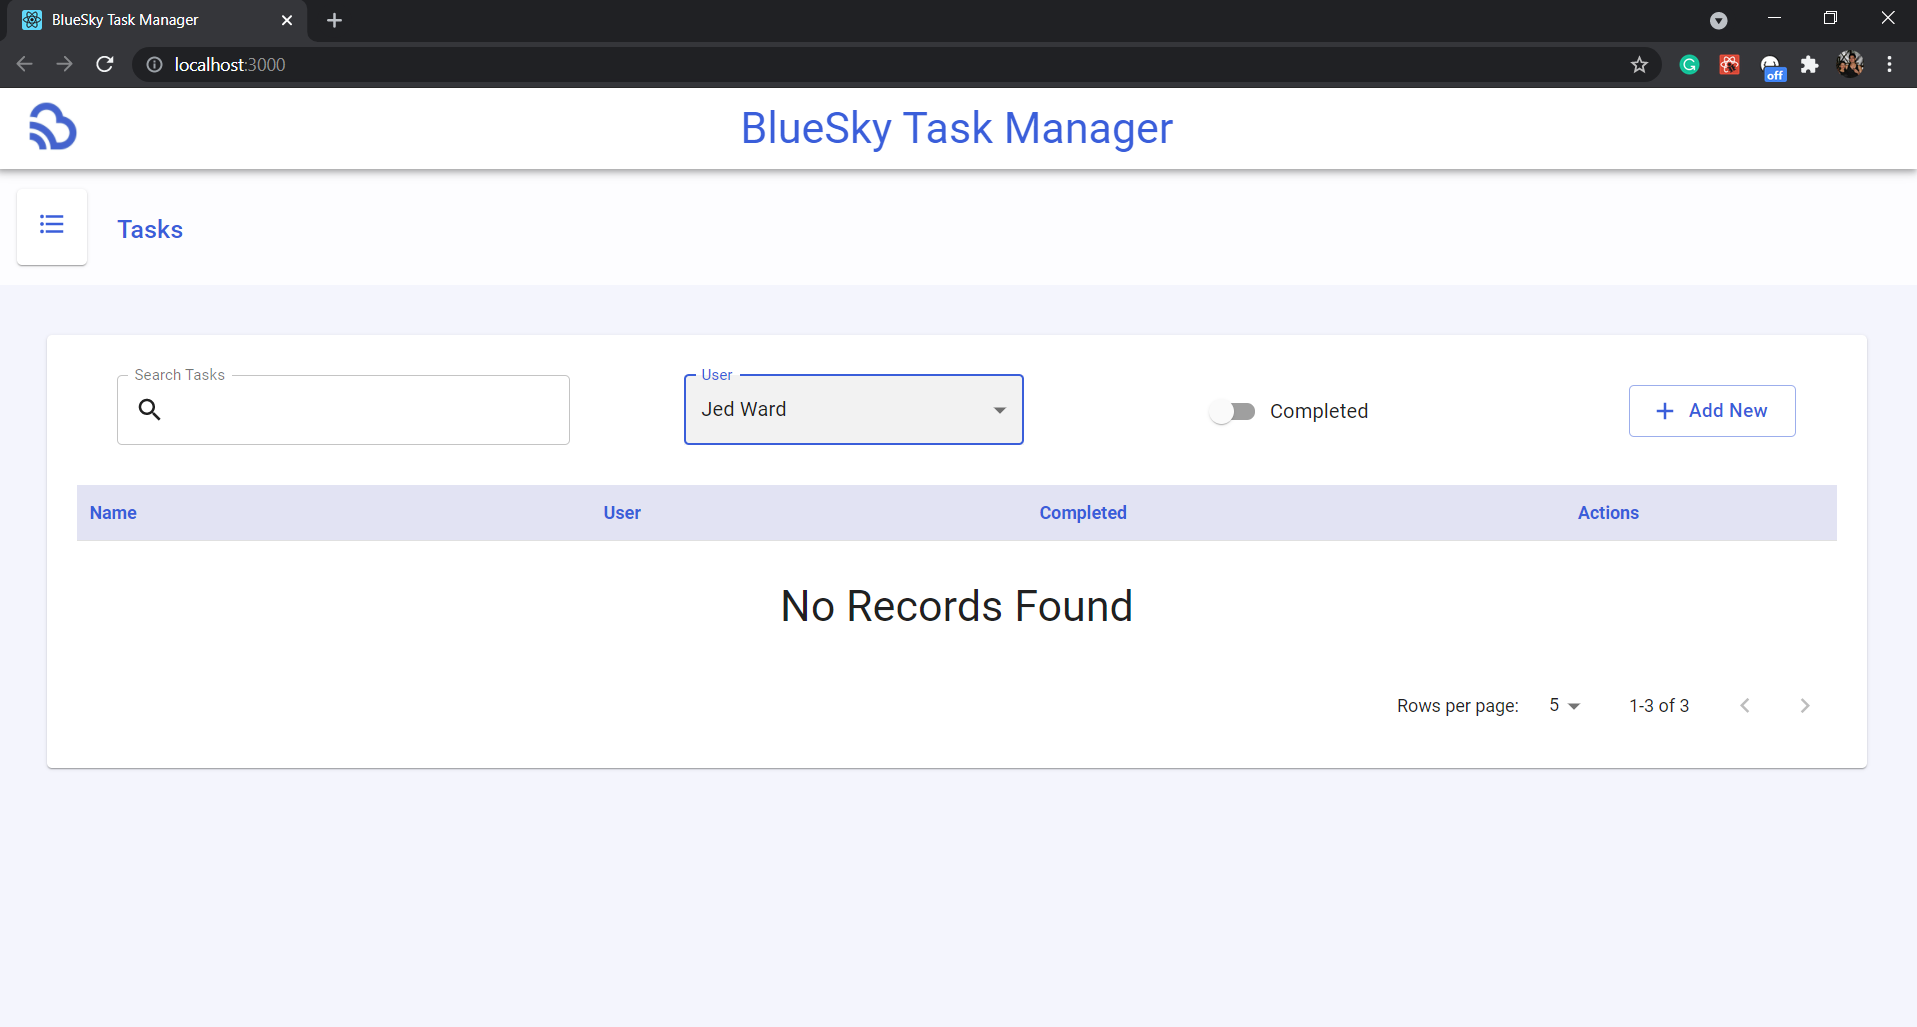 BlueSky Task Manager
localhost:3000
off
BlueSky Task Manager
Tasks
Search Tasks
User
Jed Ward
Completed
Add New
Name User Completed Actions
No Records Found
Rows per page: 5 1-3 of 3